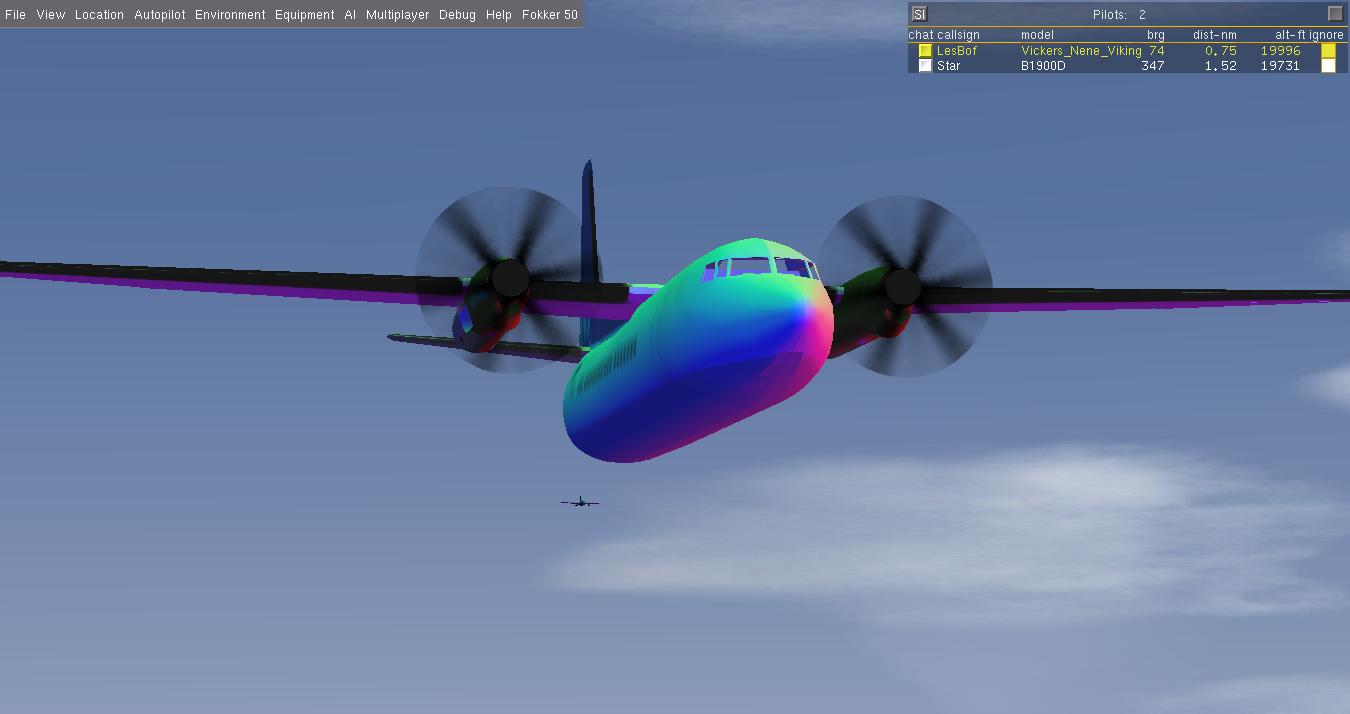 File View Location Autopilot Environment Equipment AI Multiplayer Debug Help Fokker 50
SI Pilots: 2
chat callsign model brg dist-nm alt-ft ignore
LesBof Vickers_Nene_Viking 74 0.75 19996
Star B1900D 347 1.52 19731